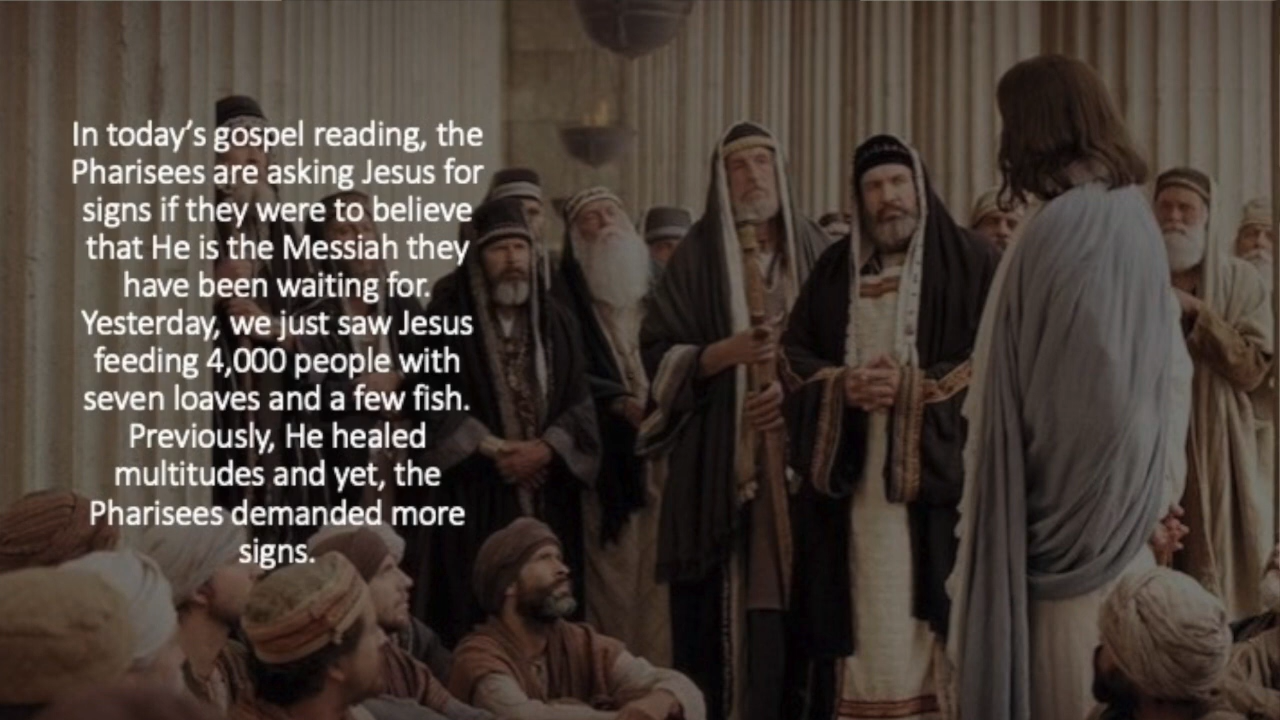 In today’s gospel reading, the
Pharisees are asking Jesus for
signs if they were to believe
that He is the Messiah they
have been waiting for.
Yesterday, we just saw Jesus
feeding 4,000 people with
seven loaves and a few fish.
Previously, He healed
multitudes and yet, the
Pharisees demanded more
signs.